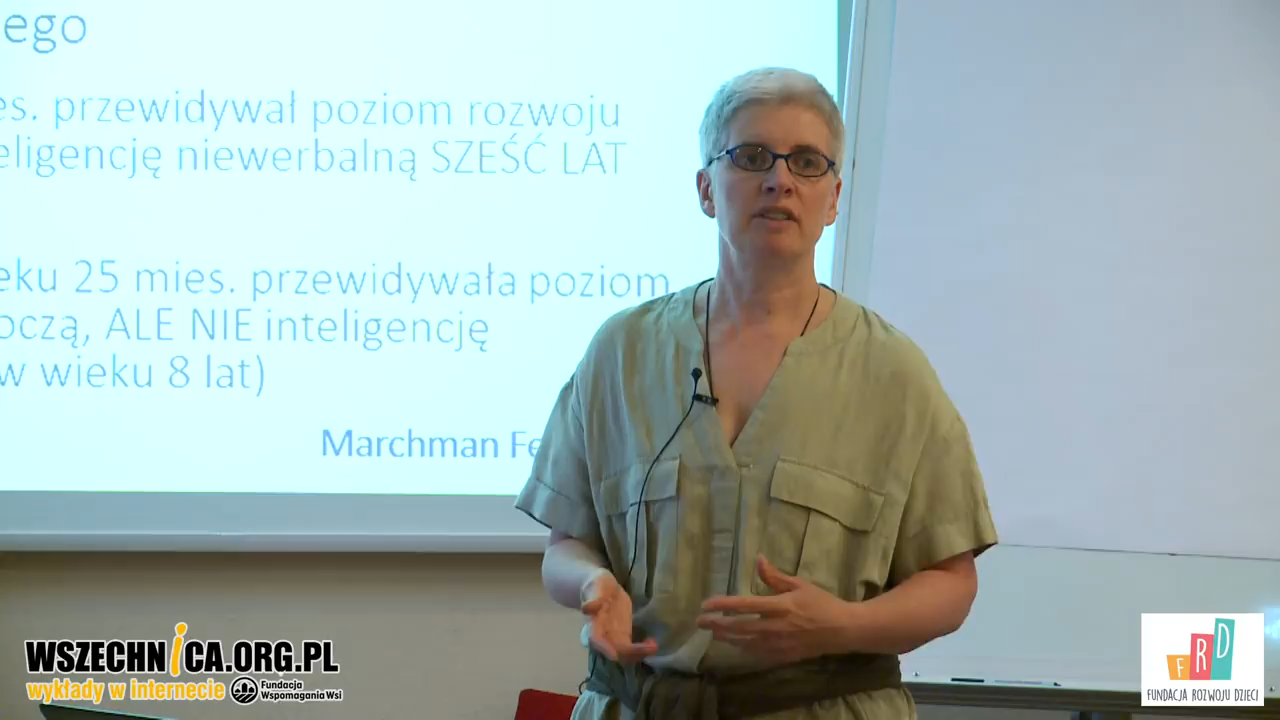 ego
es. przewidywał poziom rozwoju
eligencję niewerbalną SZEŚĆ LAT
eku 25 mies. przewidywała poziom
oczą, ALE NIE inteligencję
w wieku 8 lat)
Marchman Fe
WSZECHNICA.ORG.PL
wykłady w internecie
Fundacja
Wspomagania Wsi
FRD
FUNDACJA ROZWOJU DZIECI